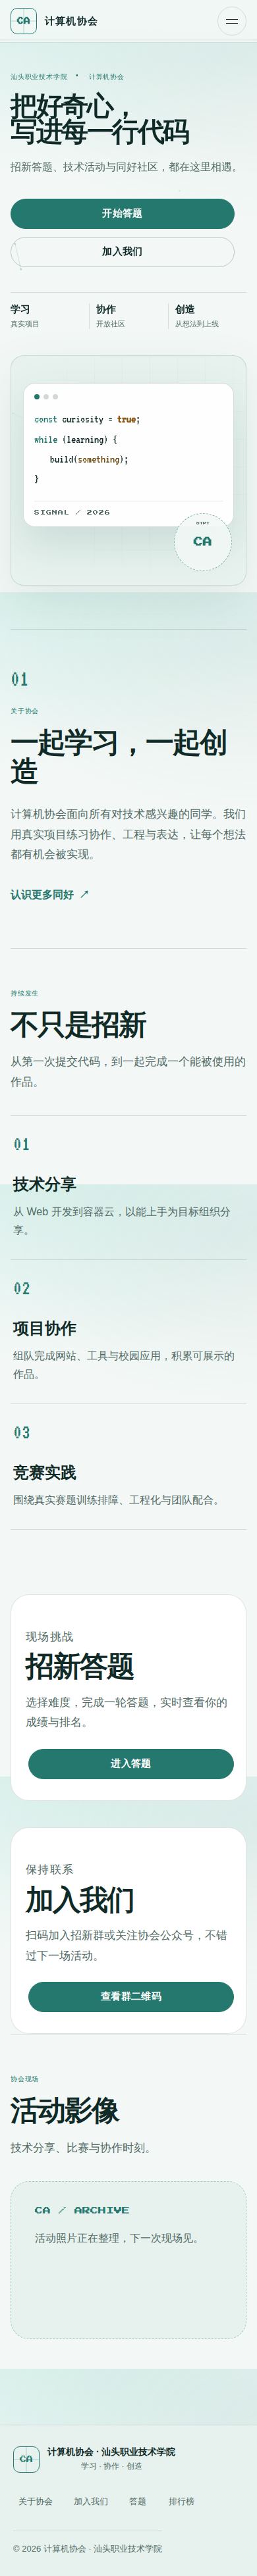 CA 计算机协会
汕头职业技术学院 • 计算机协会
把好奇心，
写进每一行代码
招新答题、技术活动与同好社区，都在这里相遇。
开始答题
加入我们
学习 协作 创造
真实项目 开放社区 从想法到上线
const curiosity = true;
while (learning) {
build(something);
}
SIGNAL / 2026
STPT
CA
01
关于协会
一起学习，一起创
造
计算机协会面向所有对技术感兴趣的同学。我们
用真实项目练习协作、工程与表达，让每个想法
都有机会被实现。
认识更多同好 ↗
持续发生
不只是招新
从第一次提交代码，到一起完成一个能被使用的
作品。
01
技术分享
从 Web 开发到容器云，以能上手为目标组织分
享。
02
项目协作
组队完成网站、工具与校园应用，积累可展示的
作品。
03
竞赛实践
围绕真实赛题训练排障、工程化与团队配合。
现场挑战
招新答题
选择难度，完成一轮答题，实时查看你的
成绩与排名。
进入答题
保持联系
加入我们
扫码加入招新群或关注协会公众号，不错
过下一场活动。
查看群二维码
协会现场
活动影像
技术分享、比赛与协作时刻。
CA / ARCHIVE
活动照片正在整理，下一次现场见。
CA 计算机协会 · 汕头职业技术学院
学习 · 协作 · 创造
关于协会 加入我们 答题 排行榜
© 2026 计算机协会 · 汕头职业技术学院